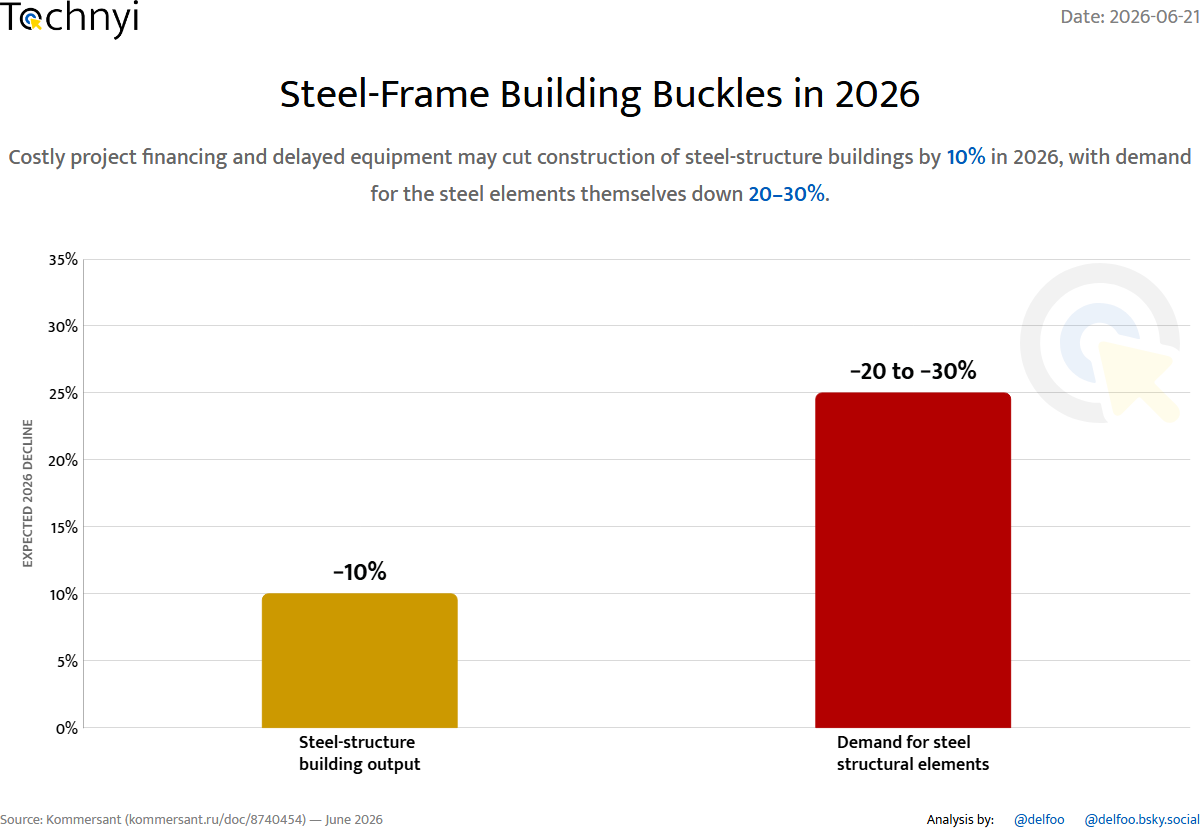 Tochnyi
Date: 2026-06-21
Steel-Frame Building Buckles in 2026
Costly project financing and delayed equipment may cut construction of steel-structure buildings by 10% in 2026, with demand
for the steel elements themselves down 20–30%.
35%
30%
25%
20%
15%
10%
5%
0%
EXPECTED 2026 DECLINE
−10%
−20 to −30%
Steel-structure
building output
Demand for steel
structural elements
Source: Kommersant (kommersant.ru/doc/8740454) — June 2026
Analysis by: @delfoo @delfoo.bsky.social